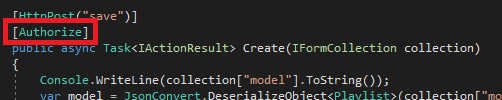 [HttpPost("save")]
[Authorize]
public async Task<IActionResult> Create(IFormCollection collection)
{
Console.WriteLine(collection["model"].ToString());
var model = JsonConvert.DeserializeObject<Playlist>(collection["mo